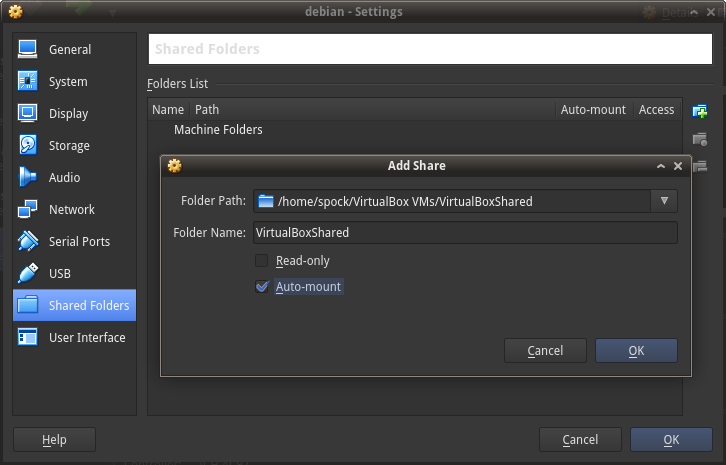 debian - Settings
General
System
Display
Storage
Audio
Network
Serial Ports
USB
Shared Folders
User Interface
Shared Folders
Folders List
Name Path Auto-mount Access
Machine Folders
Add Share
Folder Path: /home/spock/VirtualBox VMs/VirtualBoxShared
Folder Name: VirtualBoxShared
Read-only
Auto-mount
Cancel OK
Help Cancel OK